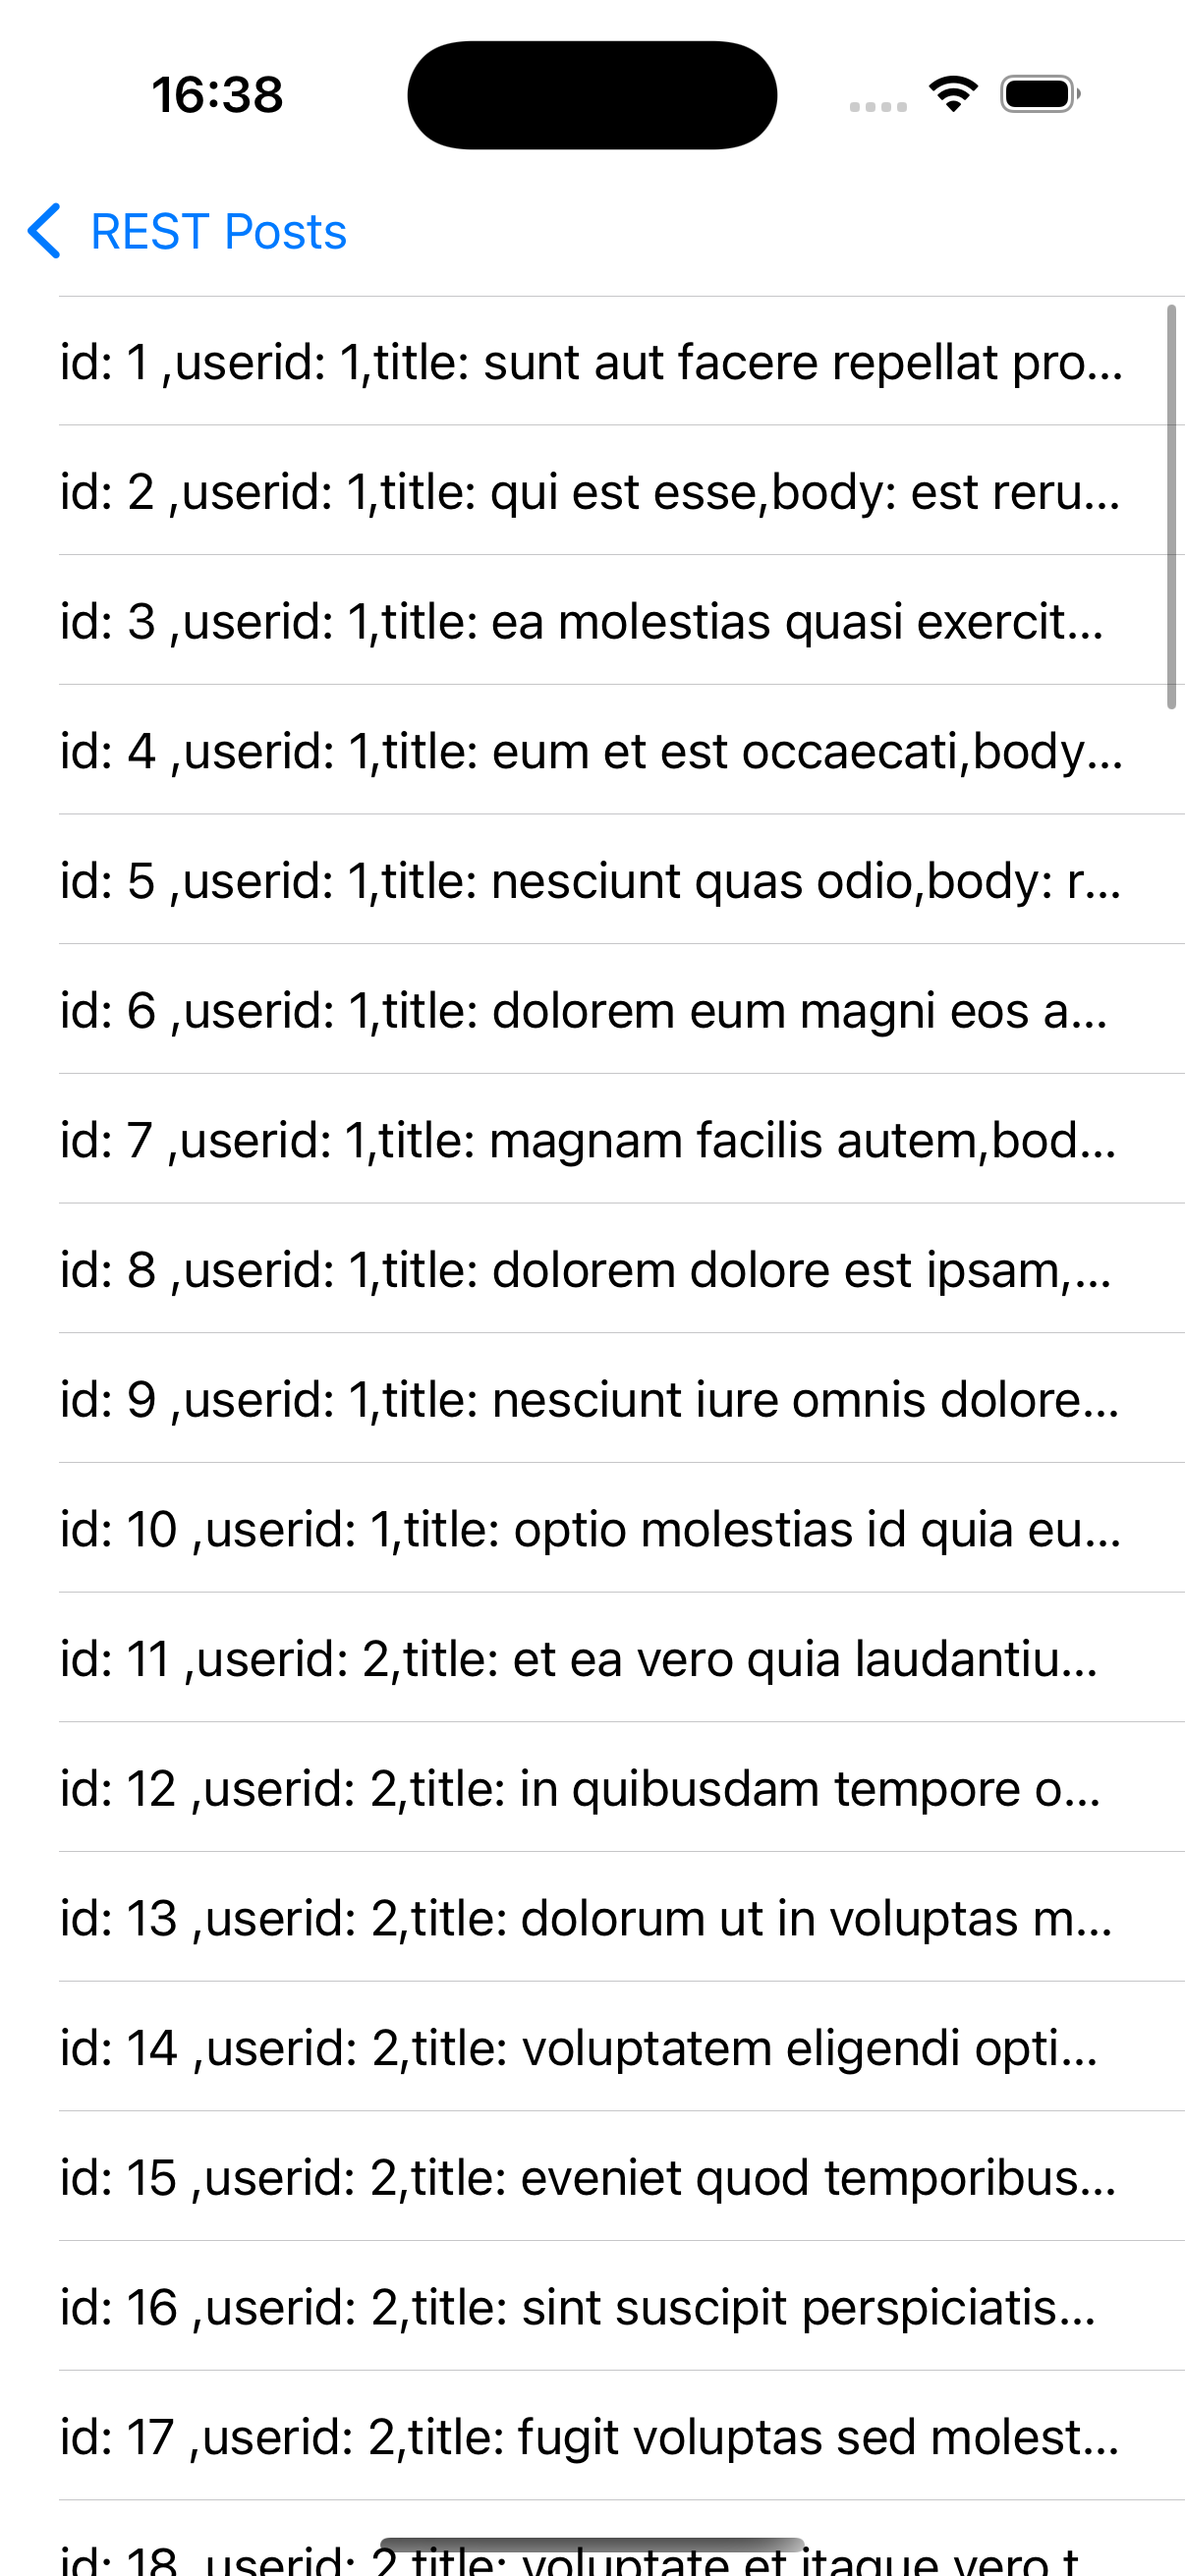 16:38
REST Posts
id: 1 ,userid: 1,title: sunt aut facere repellat pro...
id: 2 ,userid: 1,title: qui est esse,body: est reru...
id: 3 ,userid: 1,title: ea molestias quasi exercit...
id: 4 ,userid: 1,title: eum et est occaecati,body...
id: 5 ,userid: 1,title: nesciunt quas odio,body: r...
id: 6 ,userid: 1,title: dolorem eum magni eos a...
id: 7 ,userid: 1,title: magnam facilis autem,bod...
id: 8 ,userid: 1,title: dolorem dolore est ipsam,...
id: 9 ,userid: 1,title: nesciunt iure omnis dolore...
id: 10 ,userid: 1,title: optio molestias id quia eu...
id: 11 ,userid: 2,title: et ea vero quia laudantiu...
id: 12 ,userid: 2,title: in quibusdam tempore o...
id: 13 ,userid: 2,title: dolorum ut in voluptas m...
id: 14 ,userid: 2,title: voluptatem eligendi opti...
id: 15 ,userid: 2,title: eveniet quod temporibus...
id: 16 ,userid: 2,title: sint suscipit perspiciatis...
id: 17 ,userid: 2,title: fugit voluptas sed molest...
id: 18 ,userid: 2,title: voluptate et itaque vero t...